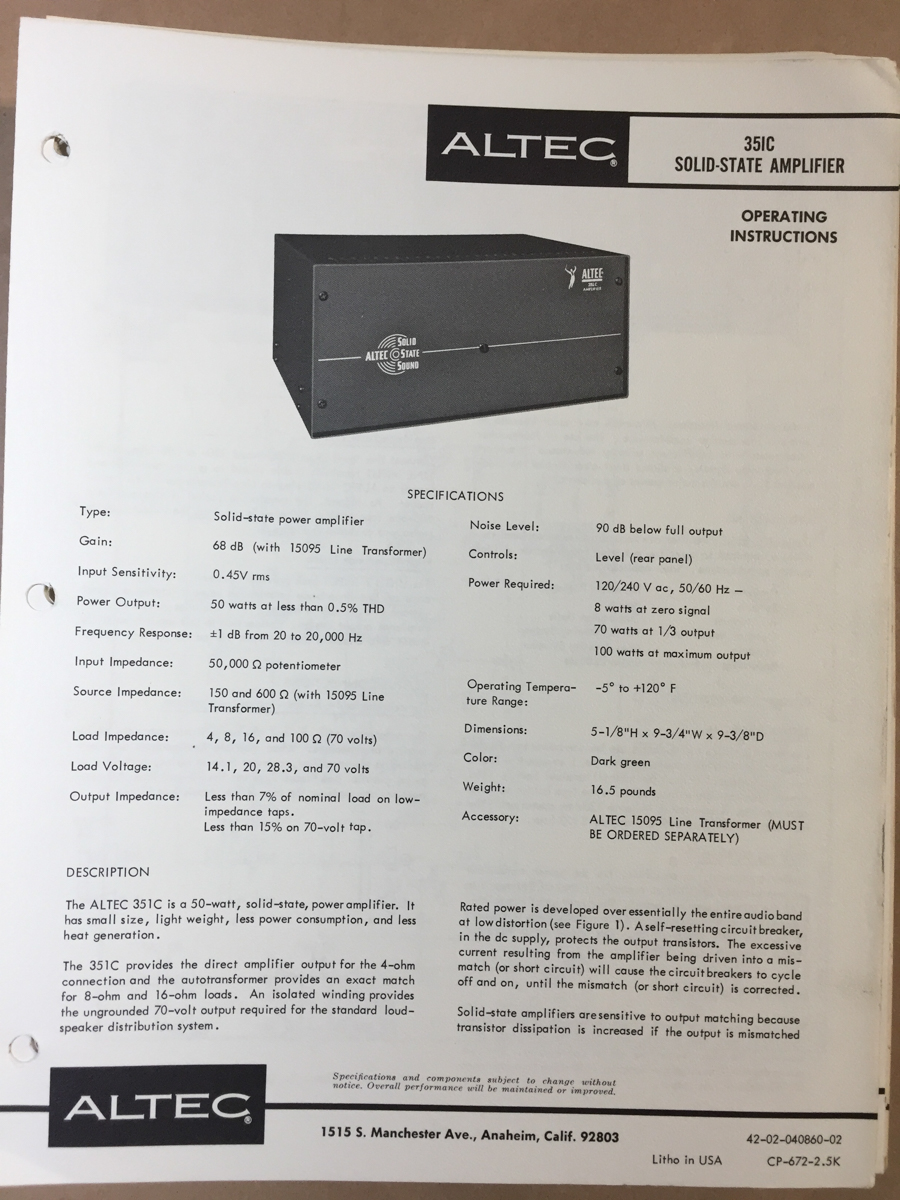 ALTEC®
351C
SOLID-STATE AMPLIFIER
OPERATING
INSTRUCTIONS
ALTEC
ALTEC
SOLID
STATE
SOUND
SPECIFICATIONS
Type: Solid-state power amplifier
Gain: 68 dB (with 15095 Line Transformer)
Input Sensitivity: 0.45V rms
Power Output: 50 watts at less than 0.5% THD
Frequency Response: ±1 dB from 20 to 20,000 Hz
Input Impedance: 50,000 Ω potentiometer
Source Impedance: 150 and 600 Ω (with 15095 Line
Transformer)
Load Impedance: 4, 8, 16, and 100 Ω (70 volts)
Load Voltage: 14.1, 20, 28.3, and 70 volts
Output Impedance: Less than 7% of nominal load on low-
impedance taps.
Less than 15% on 70-volt tap.
Noise Level: 90 dB below full output
Controls: Level (rear panel)
Power Required: 120/240 V ac, 50/60 Hz —
8 watts at zero signal
70 watts at 1/3 output
100 watts at maximum output
Operating Tempera- -5° to +120° F
ture Range:
Dimensions: 5-1/8"H x 9-3/4"W x 9-3/8"D
Color: Dark green
Weight: 16.5 pounds
Accessory: ALTEC 15095 Line Transformer (MUST
BE ORDERED SEPARATELY)
DESCRIPTION
The ALTEC 351C is a 50-watt, solid-state, power amplifier. It
has small size, light weight, less power consumption, and less
heat generation.
The 351C provides the direct amplifier output for the 4-ohm
connection and the autotransformer provides an exact match
for 8-ohm and 16-ohm loads. An isolated winding provides
the ungrounded 70-volt output required for the standard loud-
speaker distribution system.
Rated power is developed over essentially the entire audio band
at low distortion (see Figure 1). A self-resetting circuit breaker,
in the dc supply, protects the output transistors. The excessive
current resulting from the amplifier being driven into a mis-
match (or short circuit) will cause the circuit breakers to cycle
off and on, until the mismatch (or short circuit) is corrected.
Solid-state amplifiers are sensitive to output matching because
transistor dissipation is increased if the output is mismatched
Specifications and components subject to change without
notice. Overall performance will be maintained or improved.
ALTEC®
1515 S. Manchester Ave., Anaheim, Calif. 92803
42-02-040860-02
Litho in USA
CP-672-2.5K